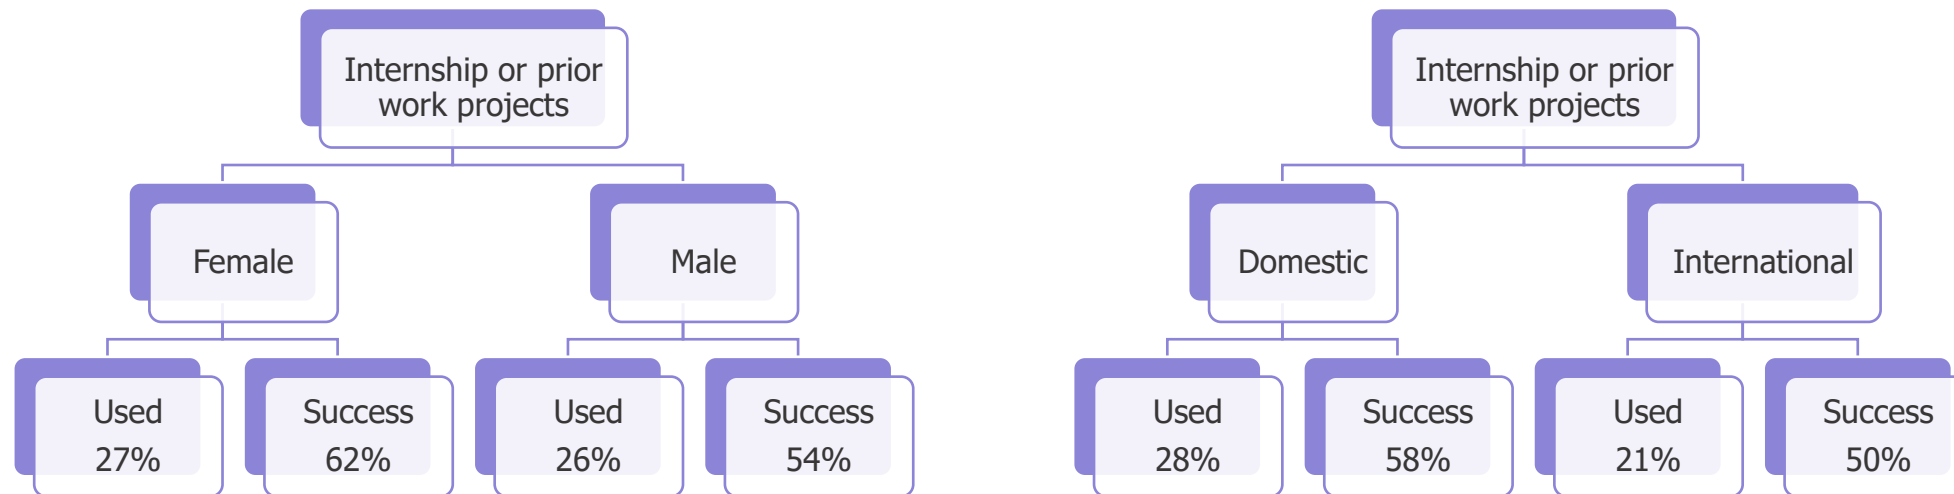 Internship or prior
work projects
Female
Male
Used
27%
Success
62%
Used
26%
Success
54%
Internship or prior
work projects
Domestic
International
Used
28%
Success
58%
Used
21%
Success
50%